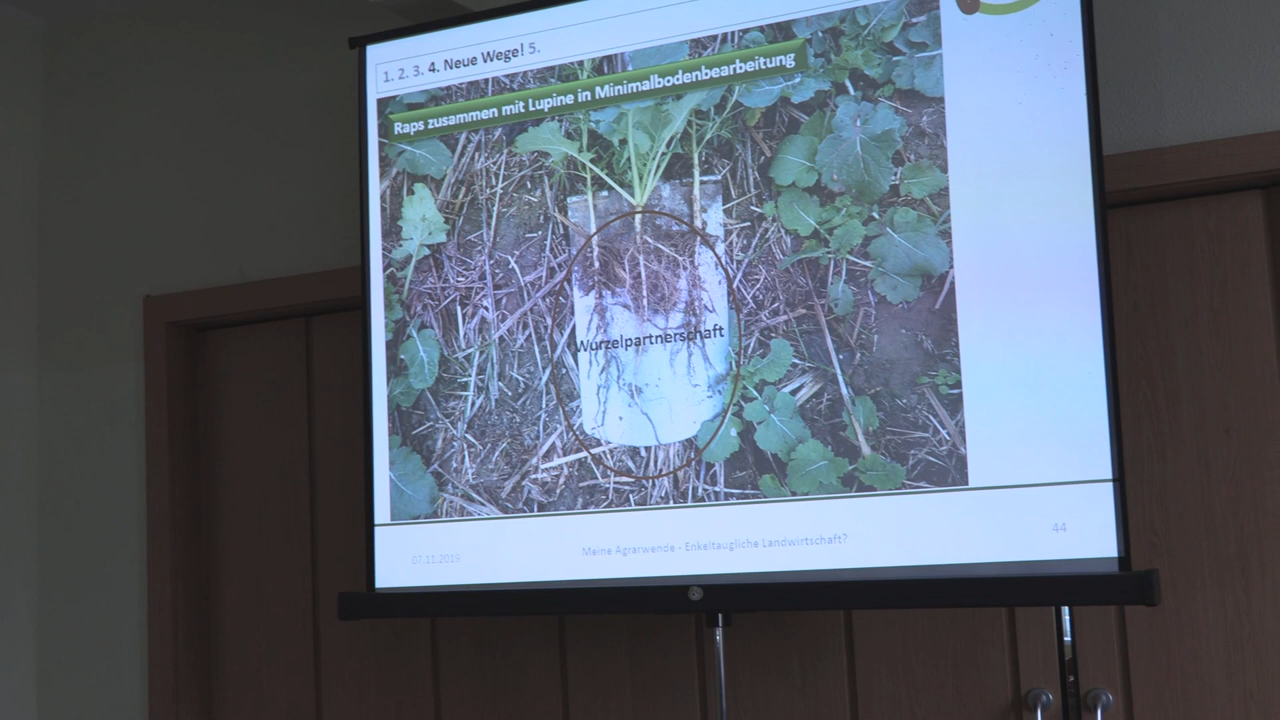 1. 2. 3. 4. Neue Wege! 5.
Raps zusammen mit Lupine in Minimalbodenbearbeitung
Wurzelpartnerschaft
07.11.2019
Meine Agrarwende - Enkeltaugliche Landwirtschaft?
44